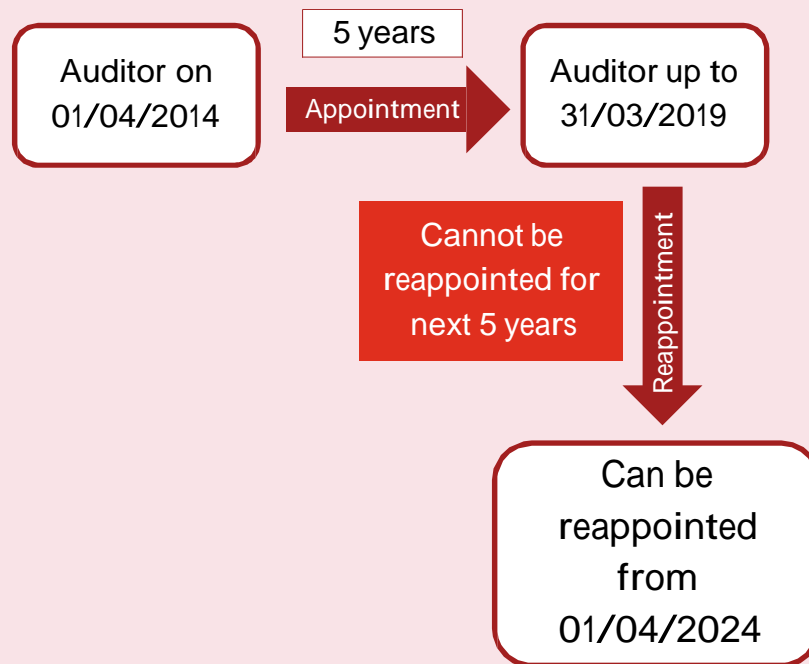 5 years
Auditor on
01/04/2014
Appointment
Auditor up to
31/03/2019
Cannot be
reappointed for
next 5 years
Reappointment
Can be
reappointed
from
01/04/2024